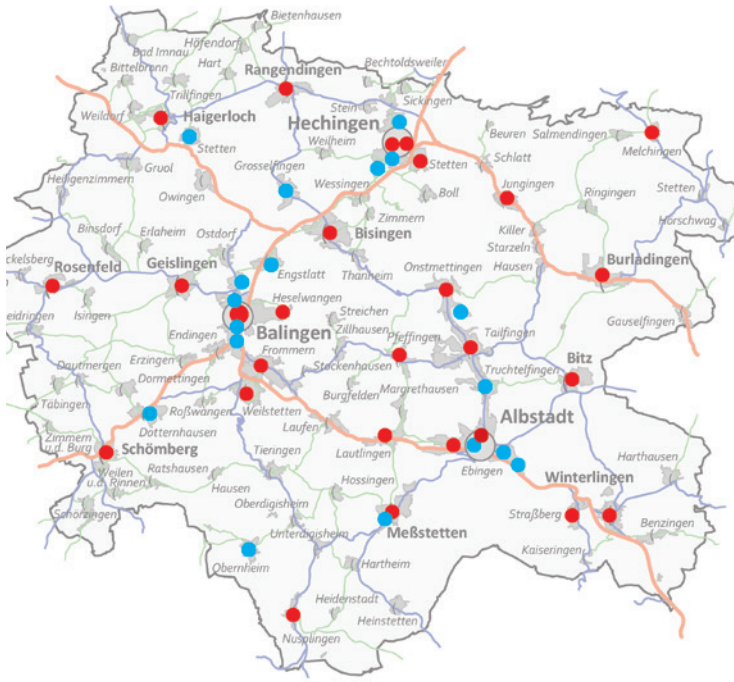 Bietenhausen
Höfendorf
Bad Imnau
Hart
Bittelbronn
Bechtoldsweiler
Rangendingen
Trillfingen
Sickingen
Stein
Weildorf
Haigerloch
Hechingen
Beuren
Salmendingen
Stetten
Weilheim
Melchingen
Gruol
Grosselfingen
Stetten
Schlatt
Heiligenzimmern
Wessingen
Jungingen
Owingen
Boll
Ringingen
Stetten
Zimmern
Hörschwag
Binsdorf
Erlaheim
Ostdorf
Bisingen
Killer
Starzeln
Thanheim
Onstmettingen
Hausen
Burladingen
ckelsberg
Rosenfeld
Geislingen
Engstlatt
Heselwangen
eidringen
Isingen
Streichen
Gauselfingen
Balingen
Zillhausen
Pfeffingen
Tailfingen
Endingen
Frommern
Erzingen
Stockenhausen
Bitz
Dautmergen
Dormettingen
Truchtelfingen
Margrethausen
Burgfelden
Täbingen
Roßwangen
Weilstetten
Albstadt
Dotternhausen
Laufen
Zimmern
u.d. Burg
Schömberg
Tieringen
Lautlingen
Ebingen
Weilen
u.d. Rinnen
Ratshausen
Harthausen
Hausen
Hossingen
Winterlingen
Schörzingen
Oberdigisheim
Straßberg
Meßstetten
Unterdigisheim
Benzingen
Kaiseringen
Obernheim
Hartheim
Heidenstadt
Heinstetten
Nusplingen